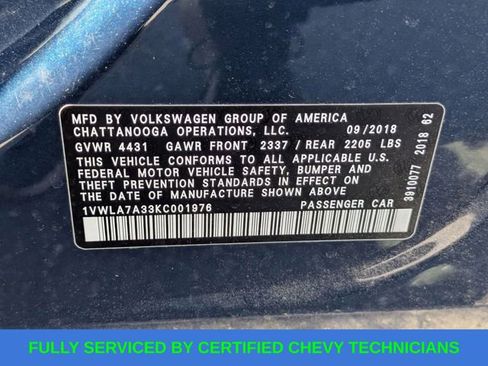 MFD BY VOLKSWAGEN GROUP OF AMERICA
CHATTANOOGA OPERATIONS, LLC. 09/2018
GVWR 4431 GAWR FRONT 2337 / REAR 2205 LBS
THIS VEHICLE CONFORMS TO ALL APPLICABLE U.S.
FEDERAL MOTOR VEHICLE SAFETY, BUMPER AND
THEFT PREVENTION STANDARDS IN EFFECT ON
THE DATE OF MANUFACTURE SHOWN ABOVE
1VWLA7A33KC001976 PASSENGER CAR
3910077 2018 62
FULLY SERVICED BY CERTIFIED CHEVY TECHNICIANS